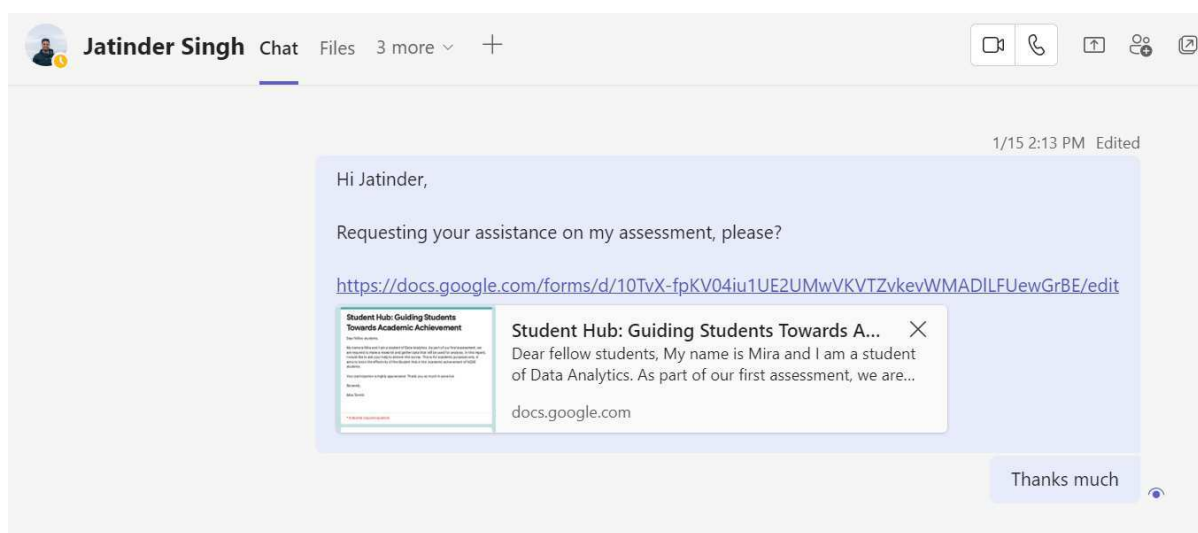 Jatinder Singh Chat Files 3 more
1/15 2:13 PM Edited
Hi Jatinder,
Requesting your assistance on my assessment, please?
https://docs.google.com/forms/d/10TvX-fpKV04iu1UE2UMwVKVTZvkevWMADlLFUewGrBE/edit
Student Hub: Guiding Students
Towards Academic Achievement
Dear fellow students,
Student Hub: Guiding Students Towards A...
Dear fellow students, My name is Mira and I am a student
of Data Analytics. As part of our first assessment, we are...
docs.google.com
Thanks much